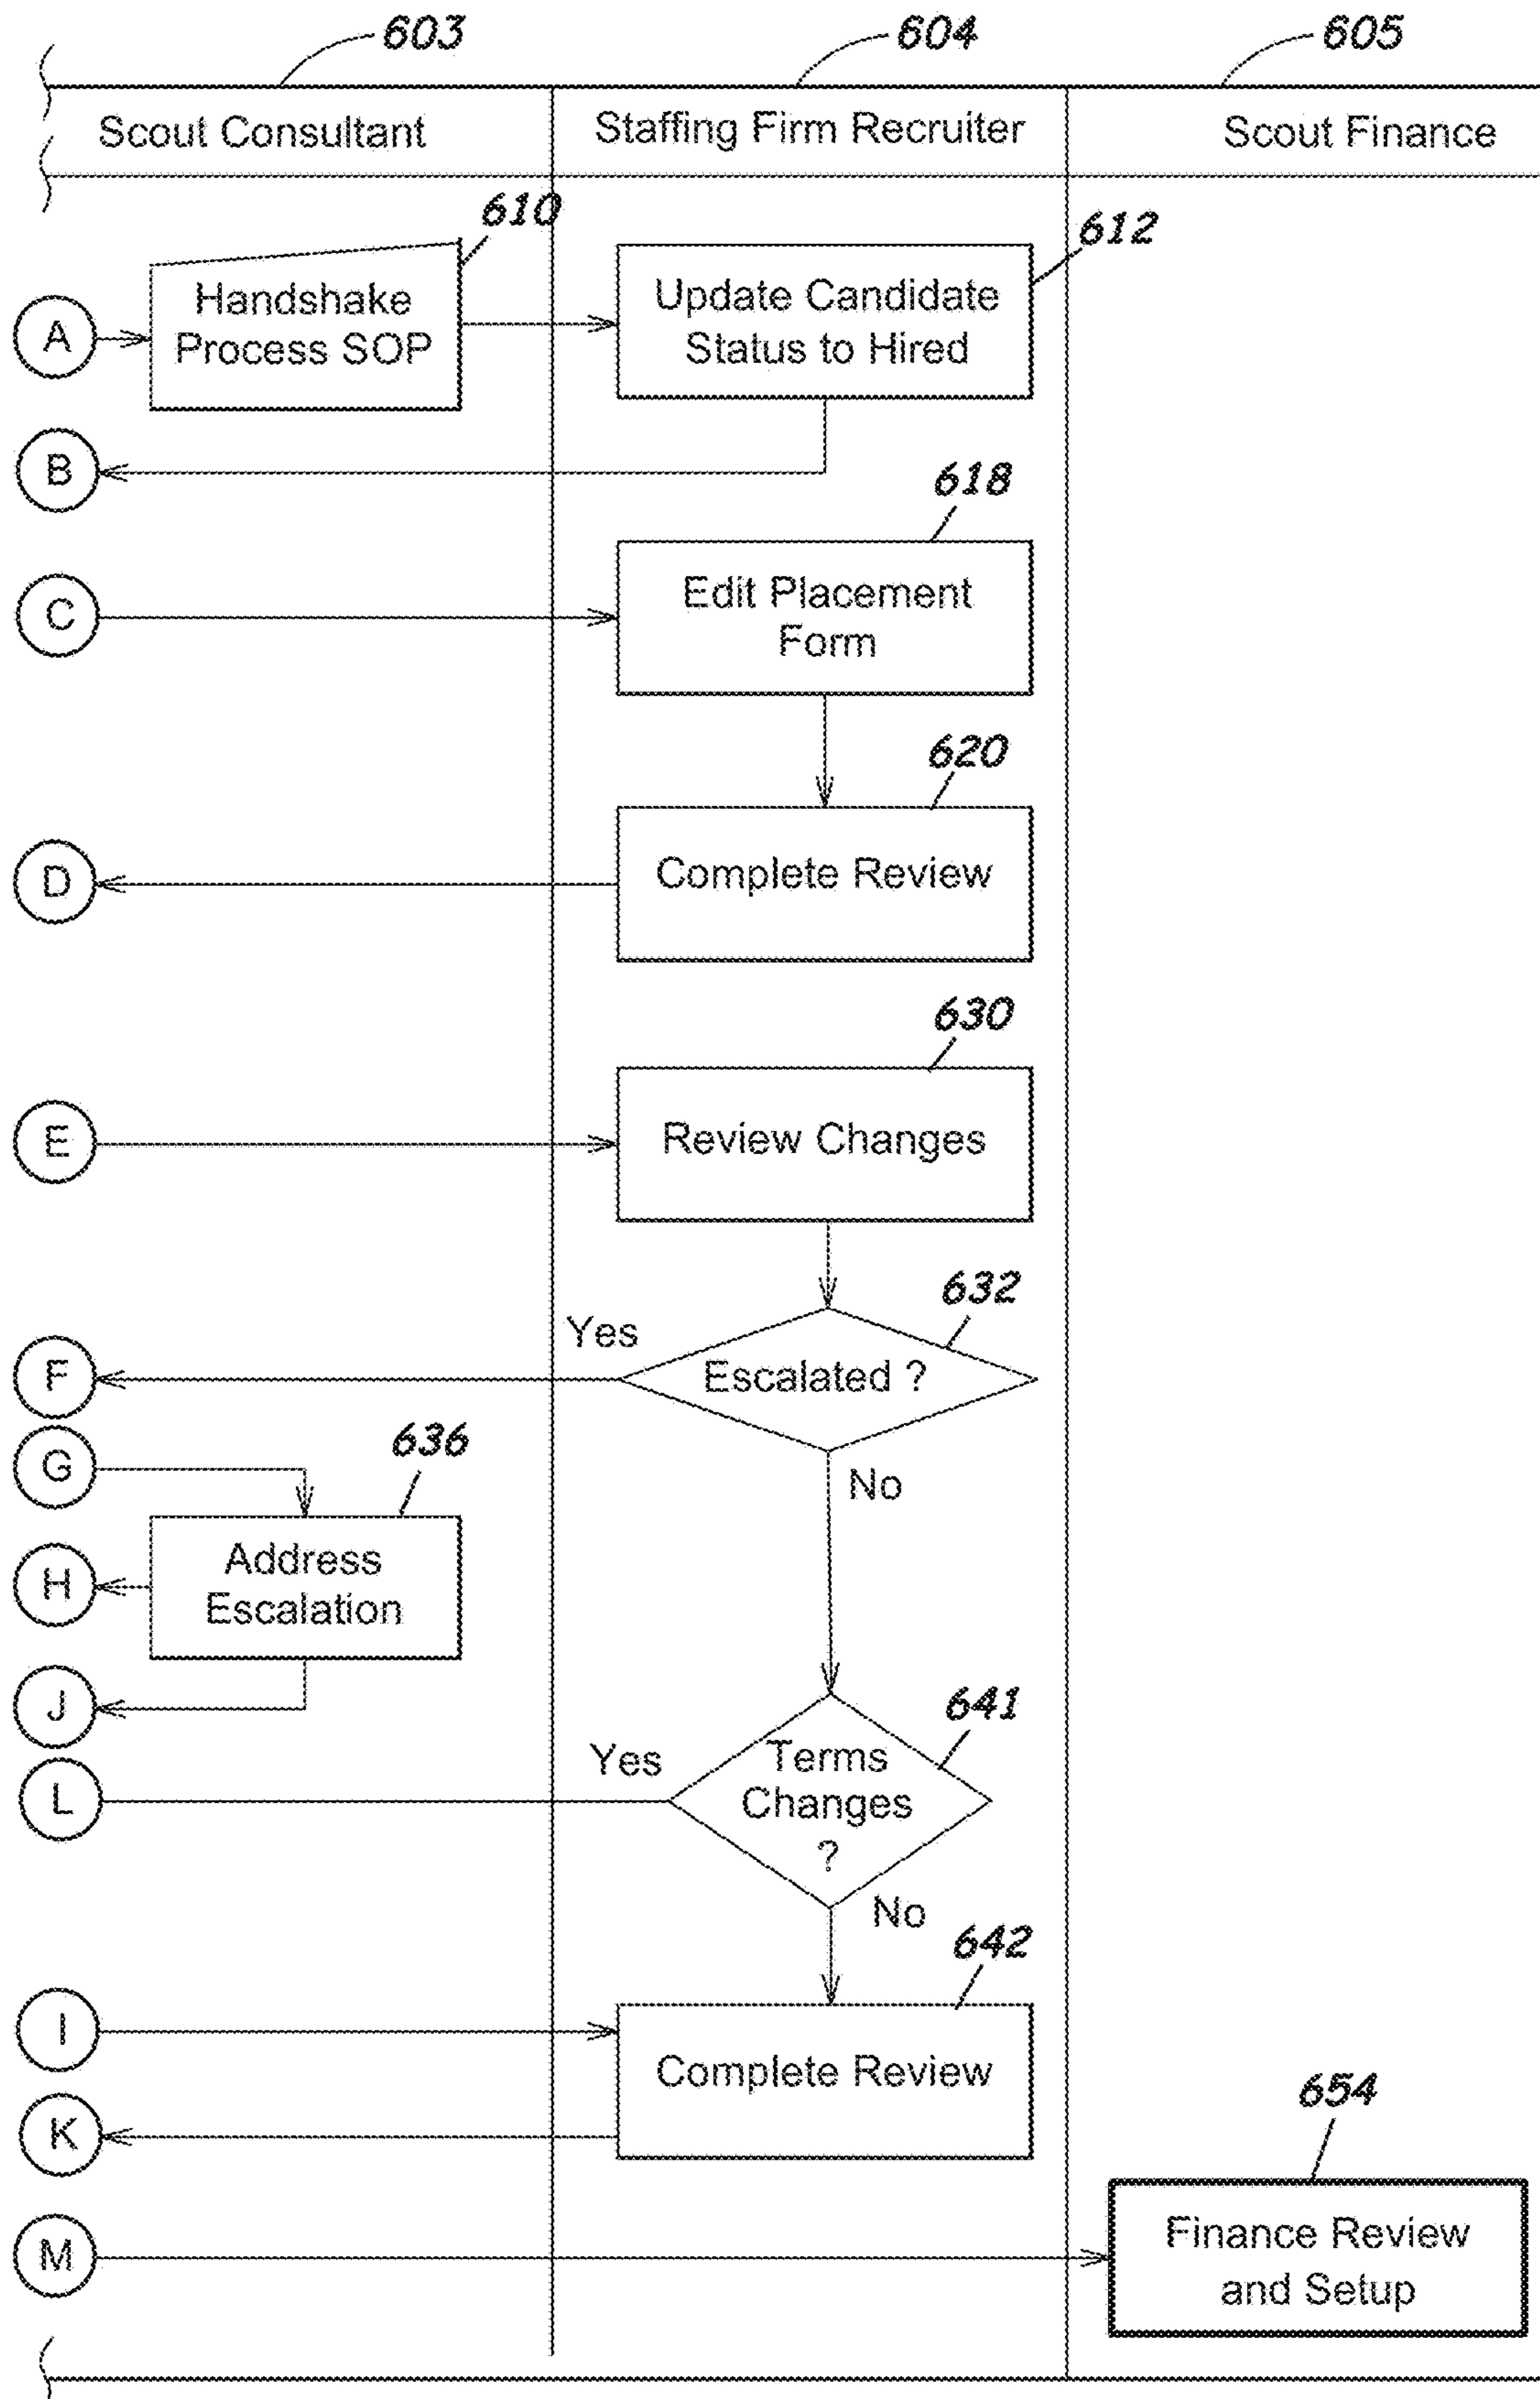 603
604
605
Scout Consultant
Staffing Firm Recruiter
Scout Finance
610
612
A
Handshake
Process SOP
Update Candidate
Status to Hired
B
618
C
Edit Placement
Form
620
D
Complete Review
630
E
Review Changes
632
Yes
F
Escalated ?
G
636
No
H
Address
Escalation
J
641
L
Yes
Terms
Changes
?
No
642
I
Complete Review
K
654
M
Finance Review
and Setup